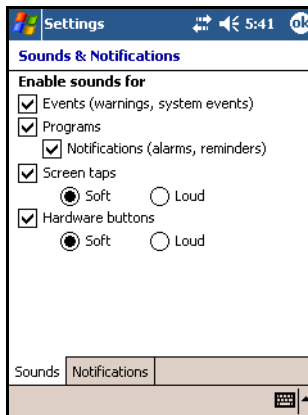 Settings 5:41 ok
Sounds & Notifications
Enable sounds for
Events (warnings, system events)
Programs
Notifications (alarms, reminders)
Screen taps
Soft Loud
Hardware buttons
Soft Loud
Sounds Notifications